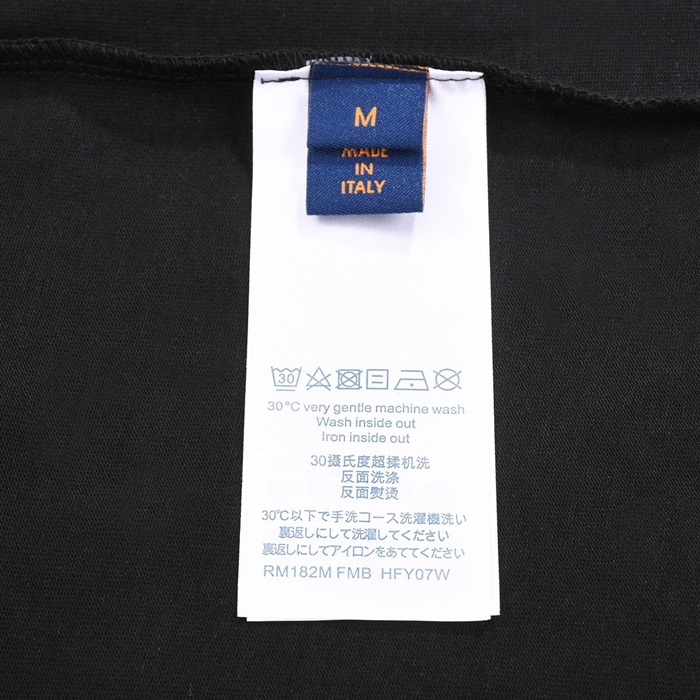 M
MADE
IN
ITALY
30
30°C very gentle machine wash
Wash inside out
Iron inside out
30摄氏度超揉机洗
反面洗涤
反面熨烫
30℃以下で手洗コース洗濯機洗い
裏返しにして洗濯してください
裏返しにしてアイロンをあててください
RM182M FMB HFY07W